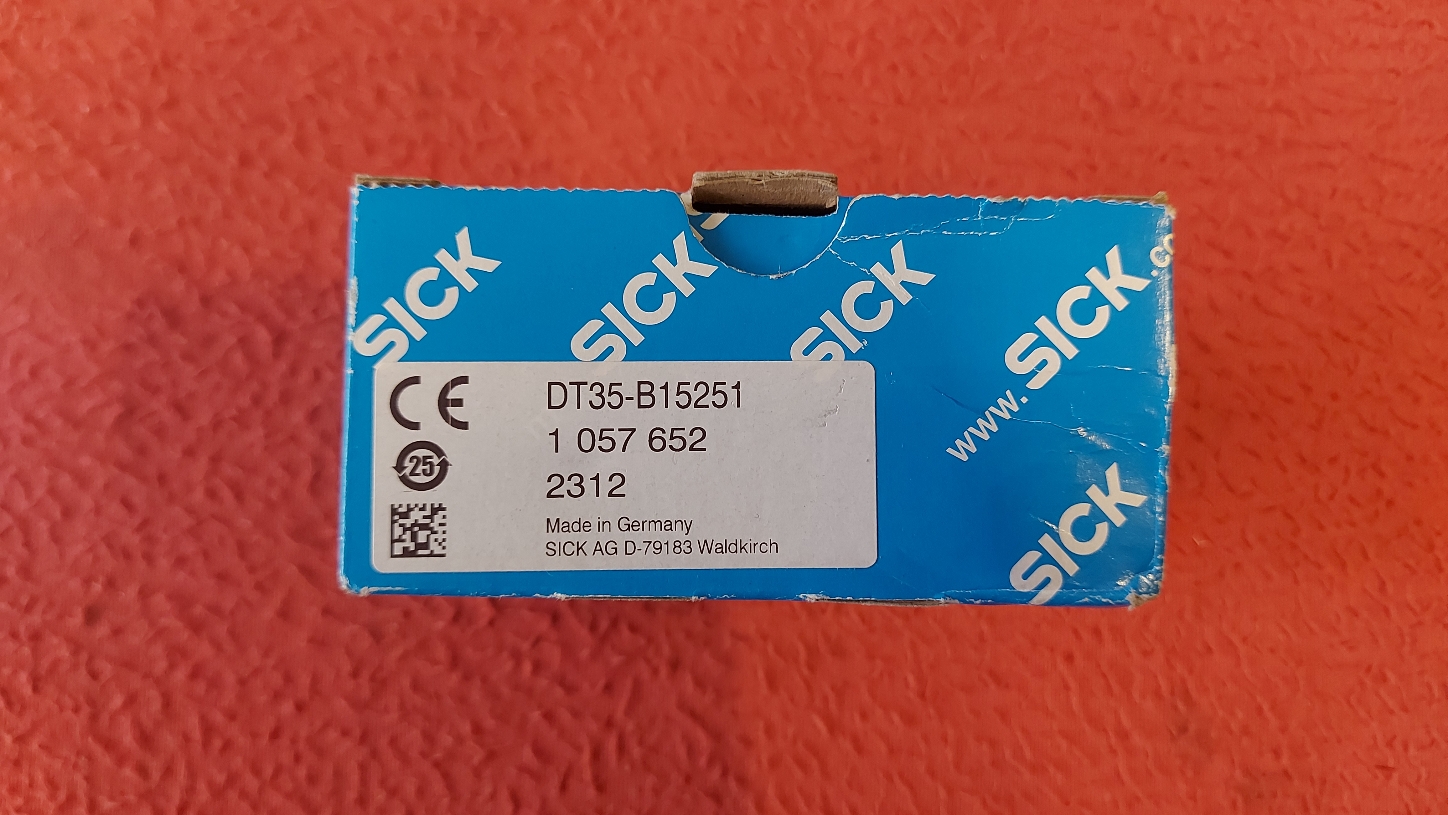 SICK
SICK
SICK
www.SICK.co
SICK
CE
DT35-B15251
1 057 652
25
2312
Made in Germany
SICK AG D-79183 Waldkirch